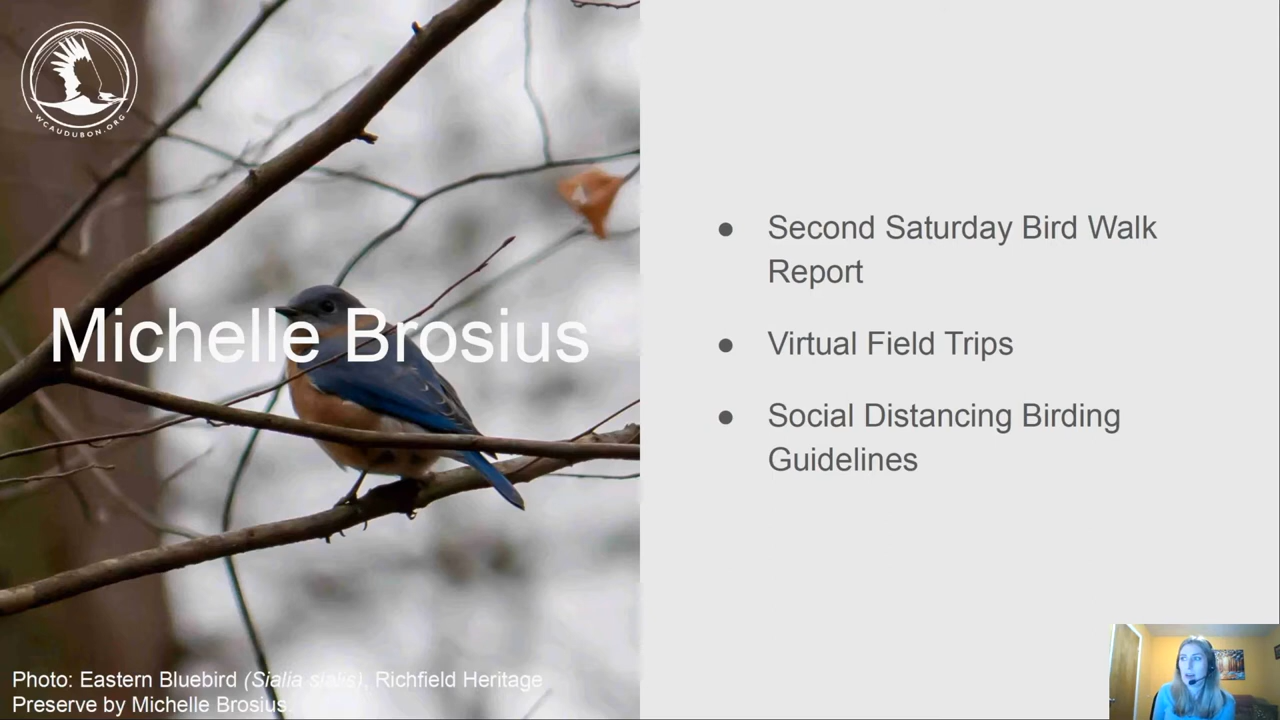 WCAUDUBON.ORG
Michelle Brosius
Photo: Eastern Bluebird (Sialia sialis), Richfield Heritage
Preserve by Michelle Brosius.
● Second Saturday Bird Walk
Report
● Virtual Field Trips
● Social Distancing Birding
Guidelines